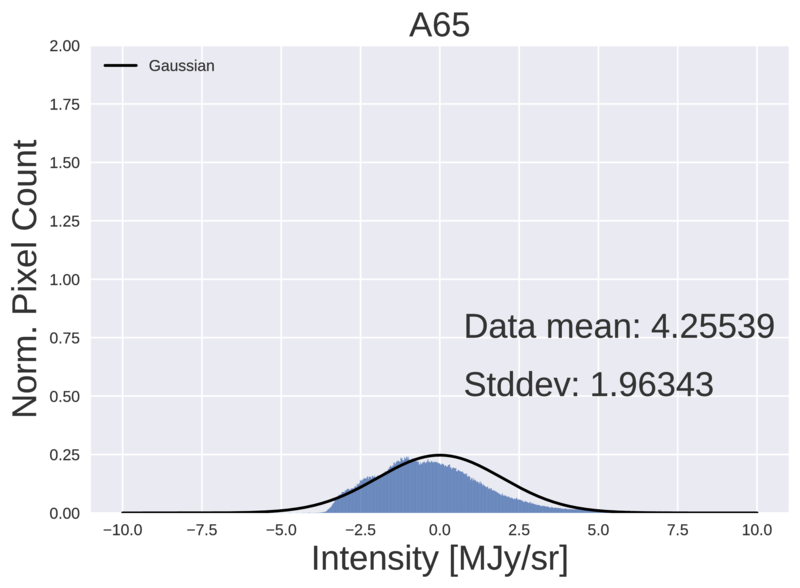 A65
2.00
1.75
1.50
1.25
1.00
0.75
0.50
0.25
0.00
Norm. Pixel Count
Gaussian
Data mean: 4.25539
Stddev: 1.96343
−10.0 −7.5 −5.0 −2.5 0.0 2.5 5.0 7.5 10.0
Intensity [MJy/sr]